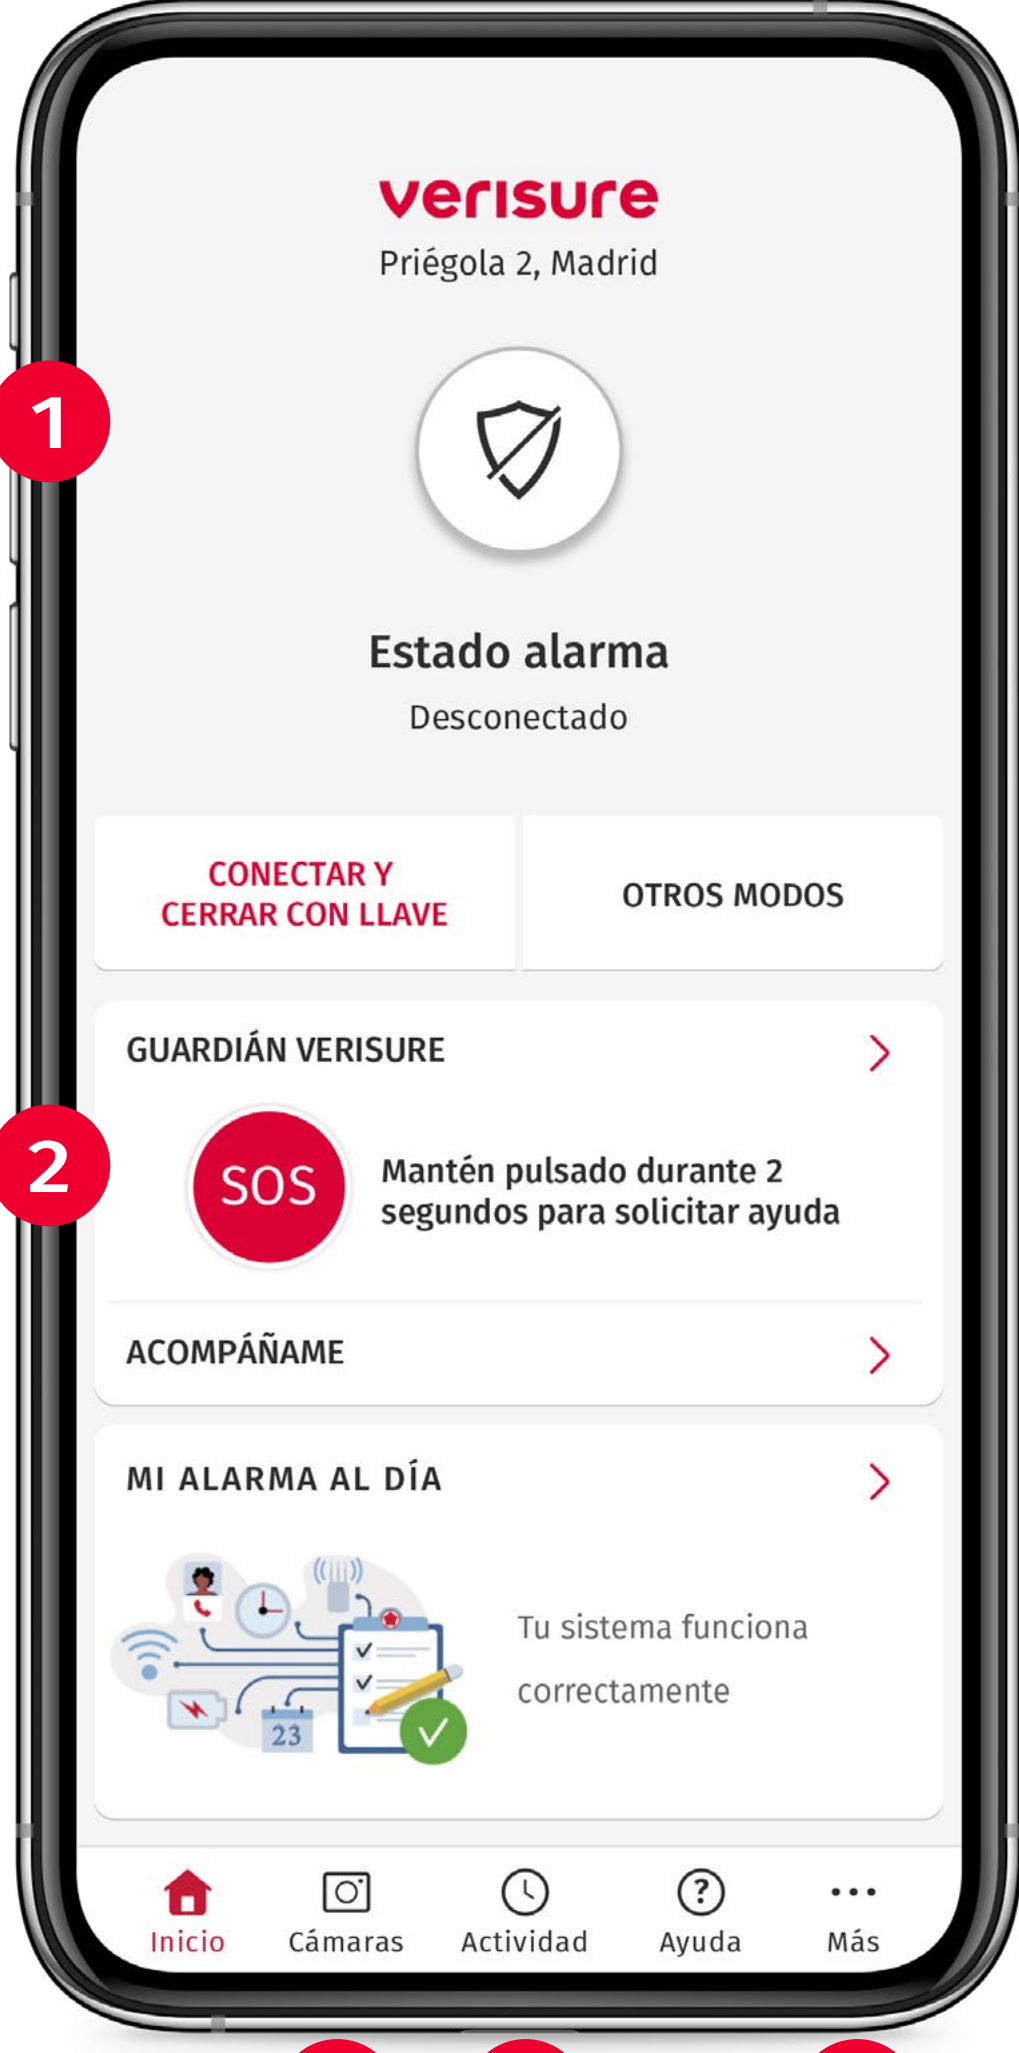 verisure
Priégola 2, Madrid
1
Estado alarma
Desconectado
CONECTAR Y
CERRAR CON LLAVE
OTROS MODOS
GUARDIÁN VERISURE
2
SOS
Mantén pulsado durante 2
segundos para solicitar ayuda
ACOMPÁÑAME
MI ALARMA AL DÍA
23
Tu sistema funciona
correctamente
Inicio
Cámaras
Actividad
Ayuda
Más